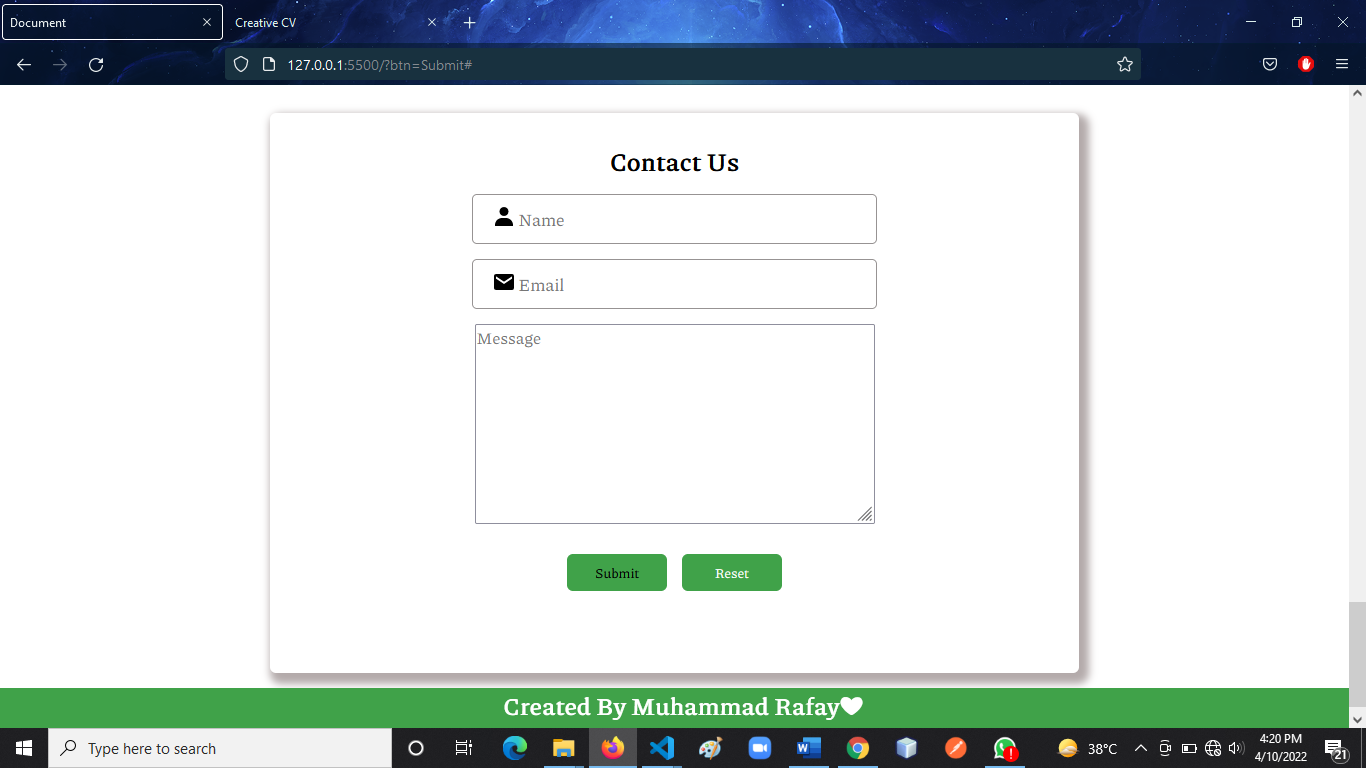 Document
Creative CV
127.0.0.1:5500/?btn=Submit#
Contact Us
Name
Email
Message
Submit Reset
Created By Muhammad Rafay
Type here to search
38°C
4:20 PM
4/10/2022
21